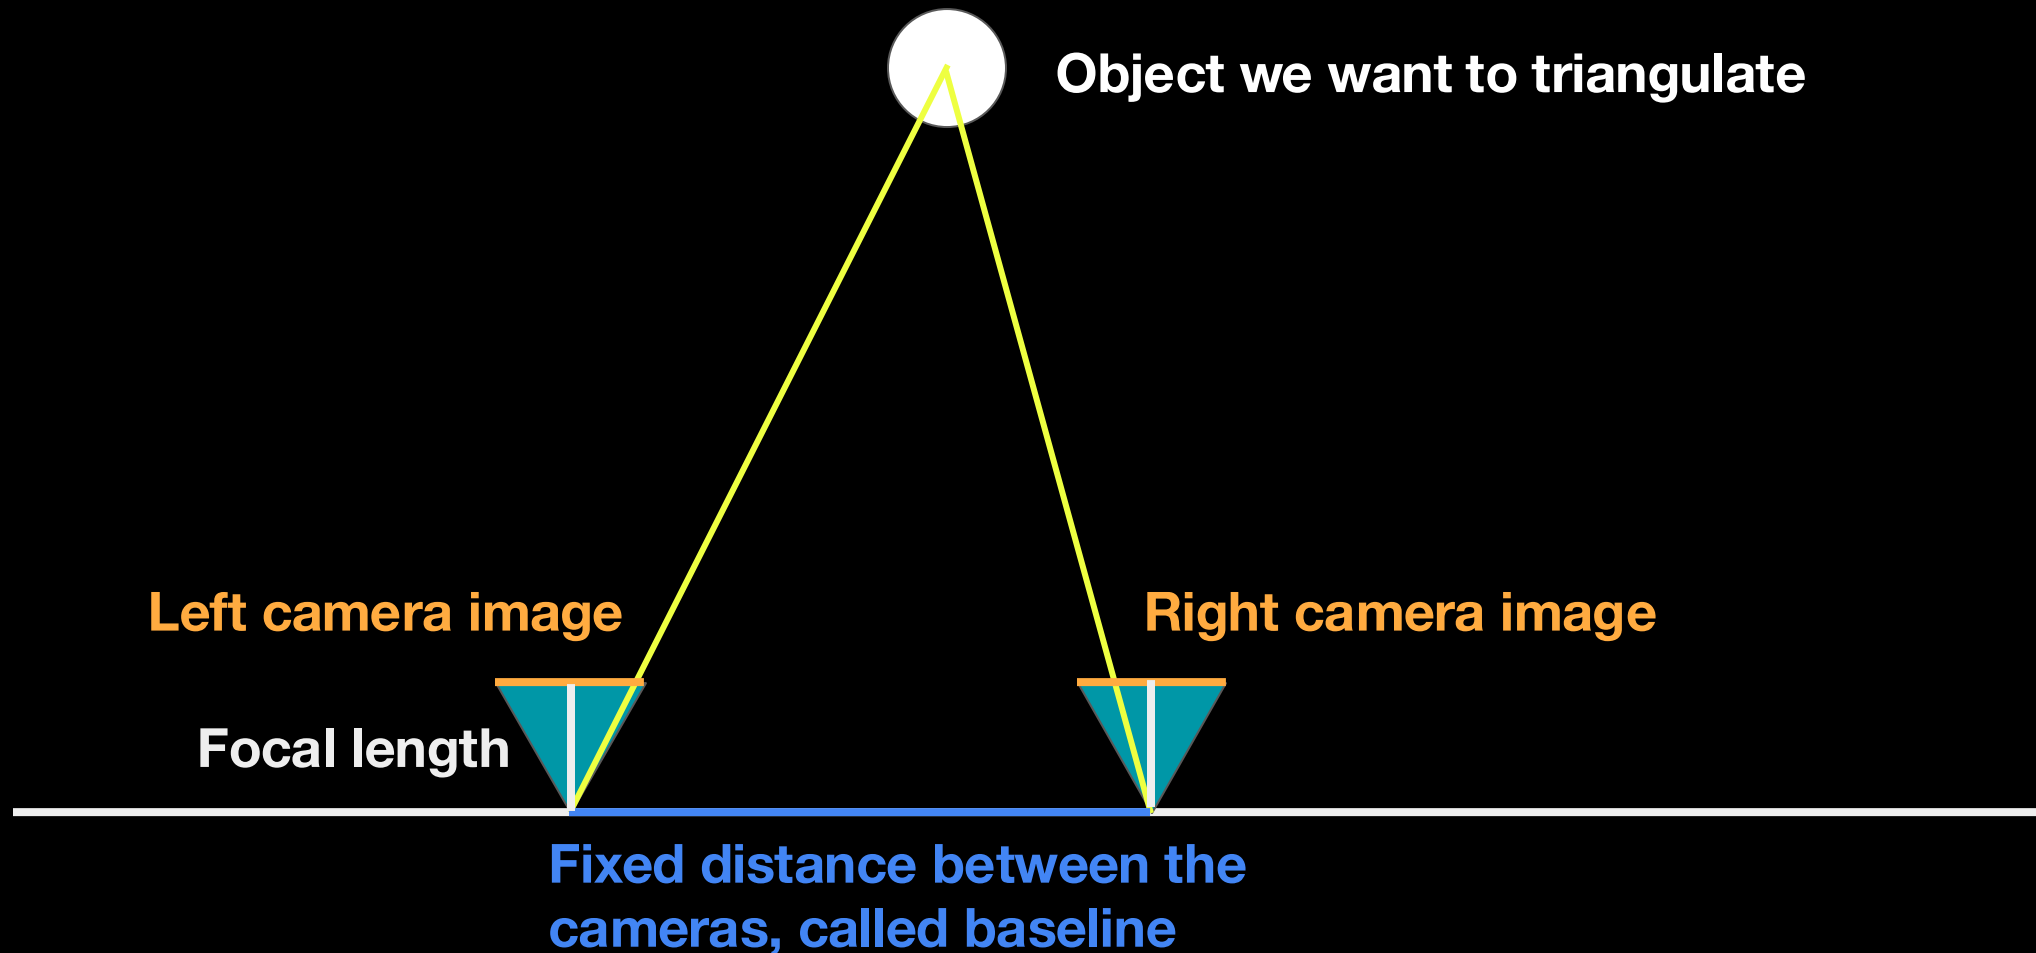 Object we want to triangulate
Left camera image
Right camera image
Focal length
Fixed distance between the
cameras, called baseline